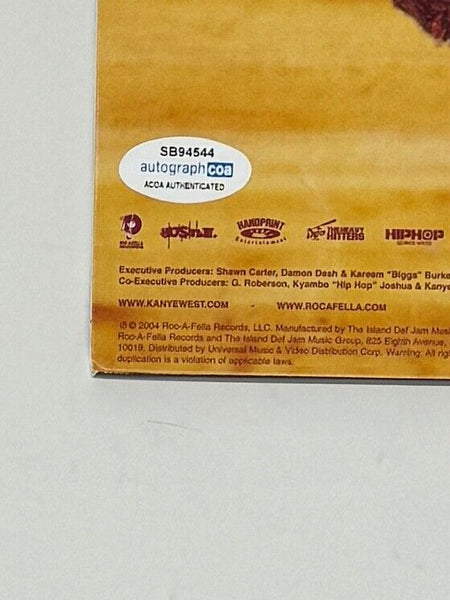 SB94544
autograph coa
ACOA AUTHENTICATED
ROC-A-FELLA
RECORDS
HUSTLE.
HANDPRINT
Entertainment
THE HEAVY
HITTERS
HIPHOP
Executive Producers: Shawn Carter, Damon Dash & Kareem "Biggs" Burke
Co-Executive Producers: G. Roberson, Kyambo "Hip Hop" Joshua & Kanye
WWW.KANYEWEST.COM WWW.ROCAFELLA.COM
℗ © 2004 Roc-A-Fella Records, LLC. Manufactured by The Island Def Jam Music
Roc-A-Fella Records and The Island Def Jam Music Group, 825 Eighth Avenue,
10019. Distributed by Universal Music & Video Distribution Corp. Warning: All rig
duplication is a violation of applicable laws.